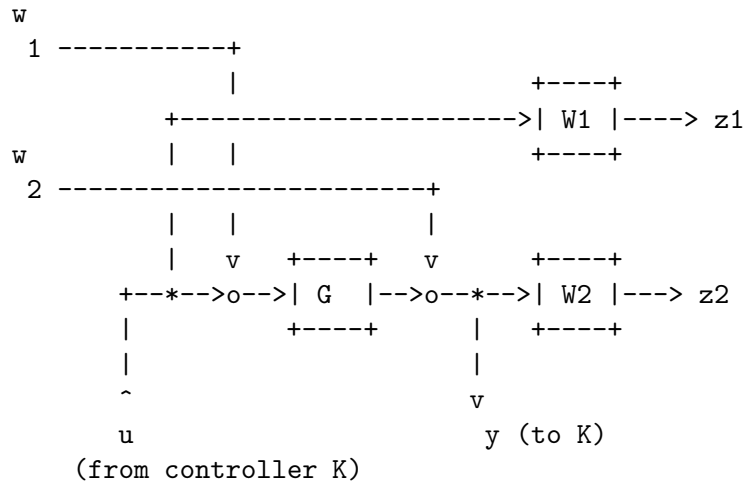 w
1 -----------+
| +----+
+----------------------->| W1 |----> z1
w | | +----+
2 ------------------------+
| | |
| v +----+ v +----+
+--*-->o-->| G |-->o--*-->| W2 |---> z2
| +----+ | +----+
| |
^ v
u y (to K)
(from controller K)